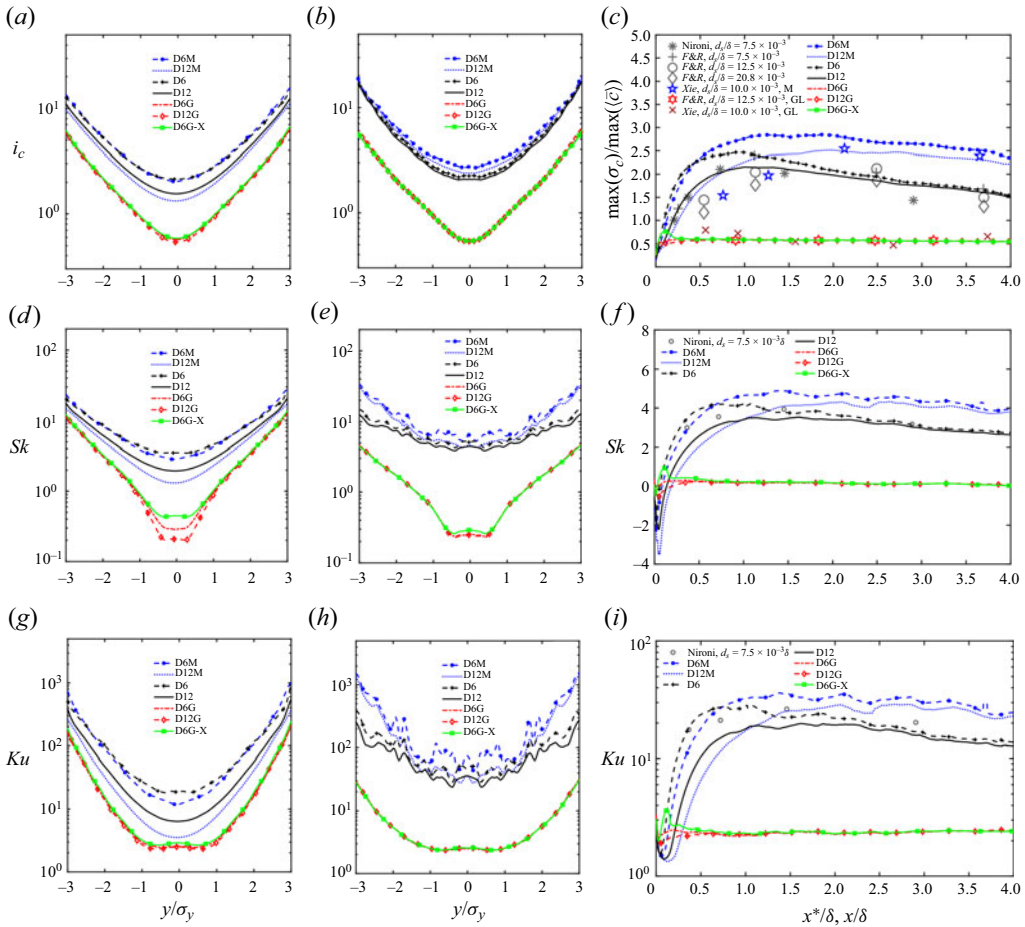 (a)
(b)
(c)
i_c
10^1
10^0
–3 –2 –1 0 1 2 3
D6M
D12M
D6
D12
D6G
D12G
D6G-X
10^1
10^0
–3 –2 –1 0 1 2 3
D6M
D12M
D6
D12
D6G
D12G
D6G-X
max(σ_c)/max(⟨c⟩)
5.0
4.5
4.0
3.5
3.0
2.5
2.0
1.5
1.0
0.5
0 0.5 1.0 1.5 2.0 2.5 3.0 3.5 4.0
Nironi, d_s/δ = 7.5 × 10^−3
F&R, d_s/δ = 7.5 × 10^−3
F&R, d_s/δ = 12.5 × 10^−3
F&R, d_s/δ = 20.8 × 10^−3
Xie, d_s/δ = 10.0 × 10^−3, M
F&R, d_s/δ = 12.5 × 10^−3, GL
Xie, d_s/δ = 10.0 × 10^−3, GL
D6M
D12M
D6
D12
D6G
D12G
D6G-X
(d)
(e)
(f)
Sk
10^2
10^1
10^0
10^−1
–3 –2 –1 0 1 2 3
D6M
D12M
D6
D12
D6G
D12G
D6G-X
10^2
10^1
10^0
10^−1
–3 –2 –1 0 1 2 3
D6M
D12M
D6
D12
D6G
D12G
D6G-X
Sk
8
6
4
2
0
–2
–4
0 0.5 1.0 1.5 2.0 2.5 3.0 3.5 4.0
Nironi, d_s = 7.5 × 10^−3δ
D6M
D12M
D6
D12
D6G
D12G
D6G-X
(g)
(h)
(i)
Ku
10^3
10^2
10^1
10^0
–3 –2 –1 0 1 2 3
y/σ_y
D6M
D12M
D6
D12
D6G
D12G
D6G-X
Ku
10^3
10^2
10^1
10^0
–3 –2 –1 0 1 2 3
y/σ_y
D6M
D12M
D6
D12
D6G
D12G
D6G-X
Ku
10^2
10^1
10^0
0 0.5 1.0 1.5 2.0 2.5 3.0 3.5 4.0
x*/δ, x/δ
Nironi, d_s = 7.5 × 10^−3δ
D6M
D12M
D6
D12
D6G
D12G
D6G-X